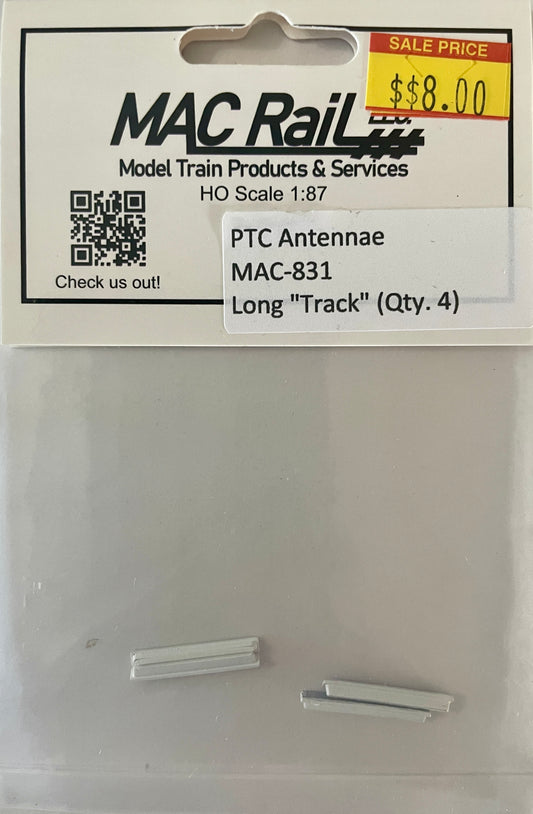 SALE PRICE
$$8.00
MAC Rail LLC.
Model Train Products & Services
HO Scale 1:87
PTC Antennae
MAC-831
Long "Track" (Qty. 4)
Check us out!